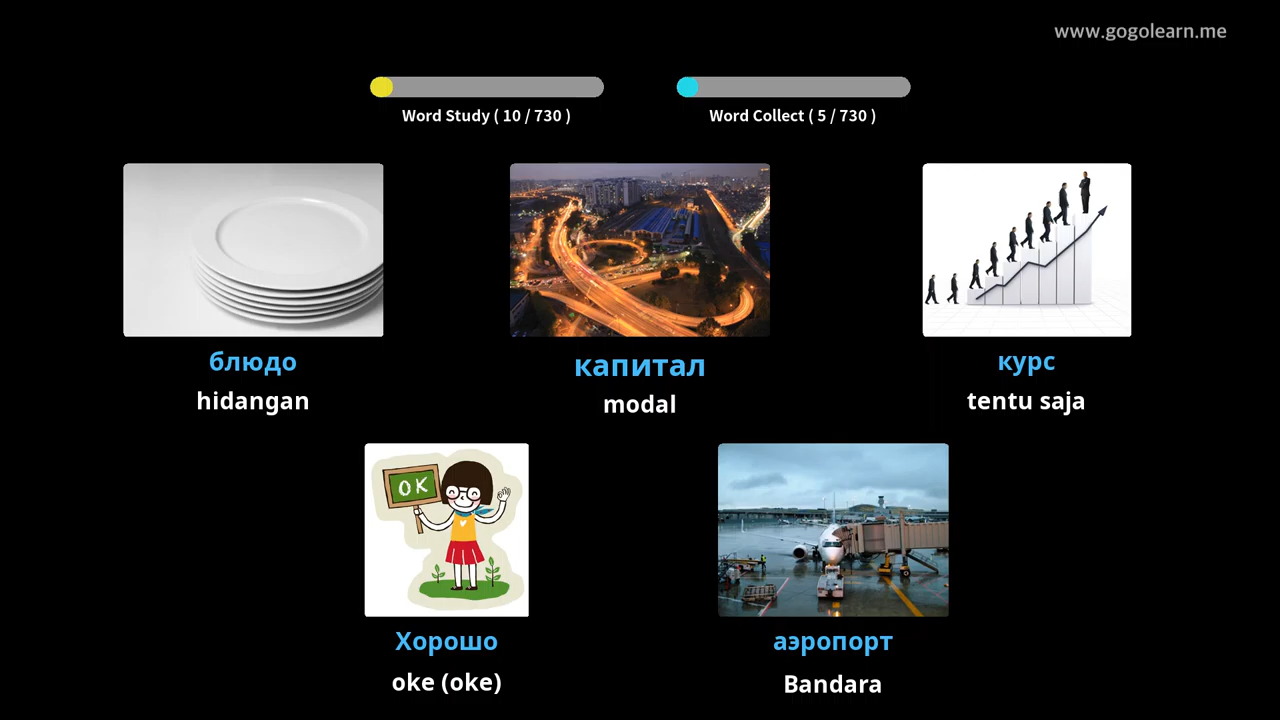 www.gogolearn.me
Word Study ( 10 / 730 )
Word Collect ( 5 / 730 )
блюдо
hidangan
капитал
modal
курс
tentu saja
OK
Хорошо
oke (oke)
аэропорт
Bandara